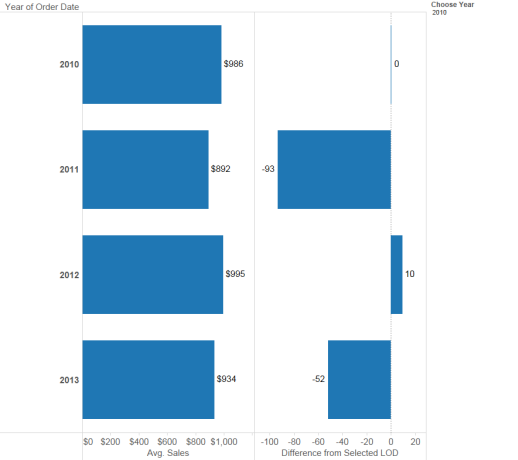 Year of Order Date
Choose Year
2010
2010 $986 0
2011 $892 -93
2012 $995 10
2013 $934 -52
$0 $200 $400 $600 $800 $1,000 -100 -80 -60 -40 -20 0 20
Avg. Sales Difference from Selected LOD